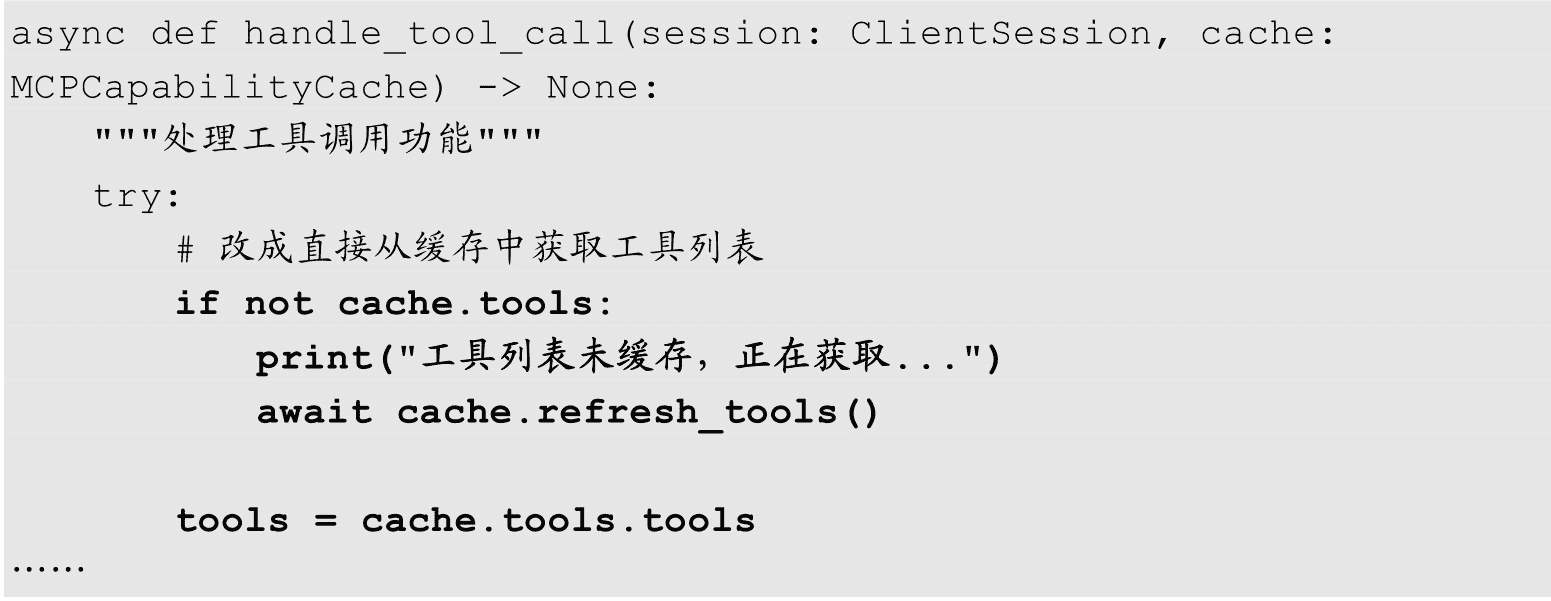 async def handle_tool_call(session: ClientSession, cache:
MCPCapabilityCache) -> None:
    """处理工具调用功能"""
    try:
        # 改成直接从缓存中获取工具列表
        if not cache.tools:
            print("工具列表未缓存，正在获取...")
            await cache.refresh_tools()

        tools = cache.tools.tools
……